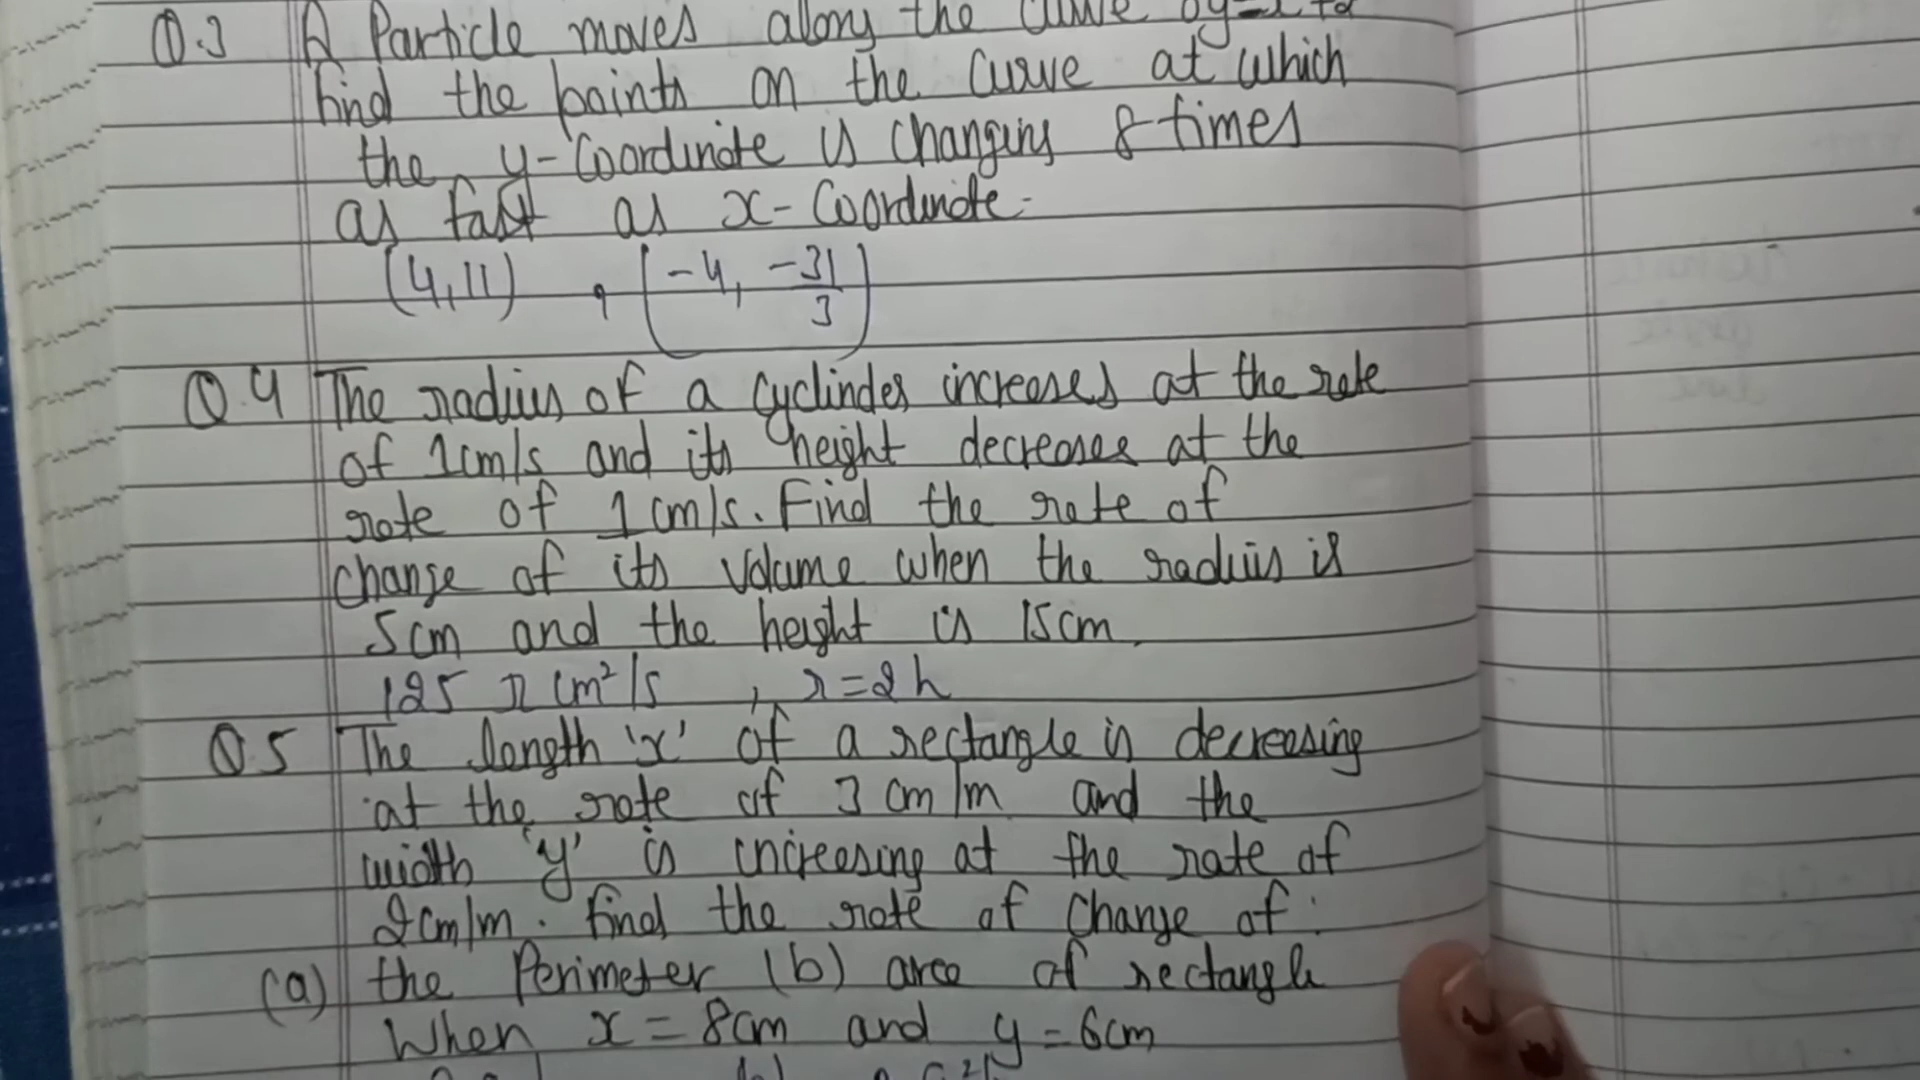 Q.3 A Particle moves along the curve 6y=x³+2
find the points on the curve at which
the y-Coordinate is changing 8 times
as fast as x-Coordinate.
(4,11) , (-4, -31/3)
Q.4 The radius of a cyclinder increases at the rate
of 1cm/s and its height decreases at the
rate of 1cm/s. Find the rate of
change of its volume when the radius is
5cm and the height is 15cm.
125 π cm²/s , r=2h
Q.5 The length 'x' of a rectangle is decreasing
at the rate of 3 cm/m and the
width 'y' is increasing at the rate of
2cm/m. find the rate of change of:
(a) the Perimeter (b) area of rectangle
When x = 8cm and y = 6cm